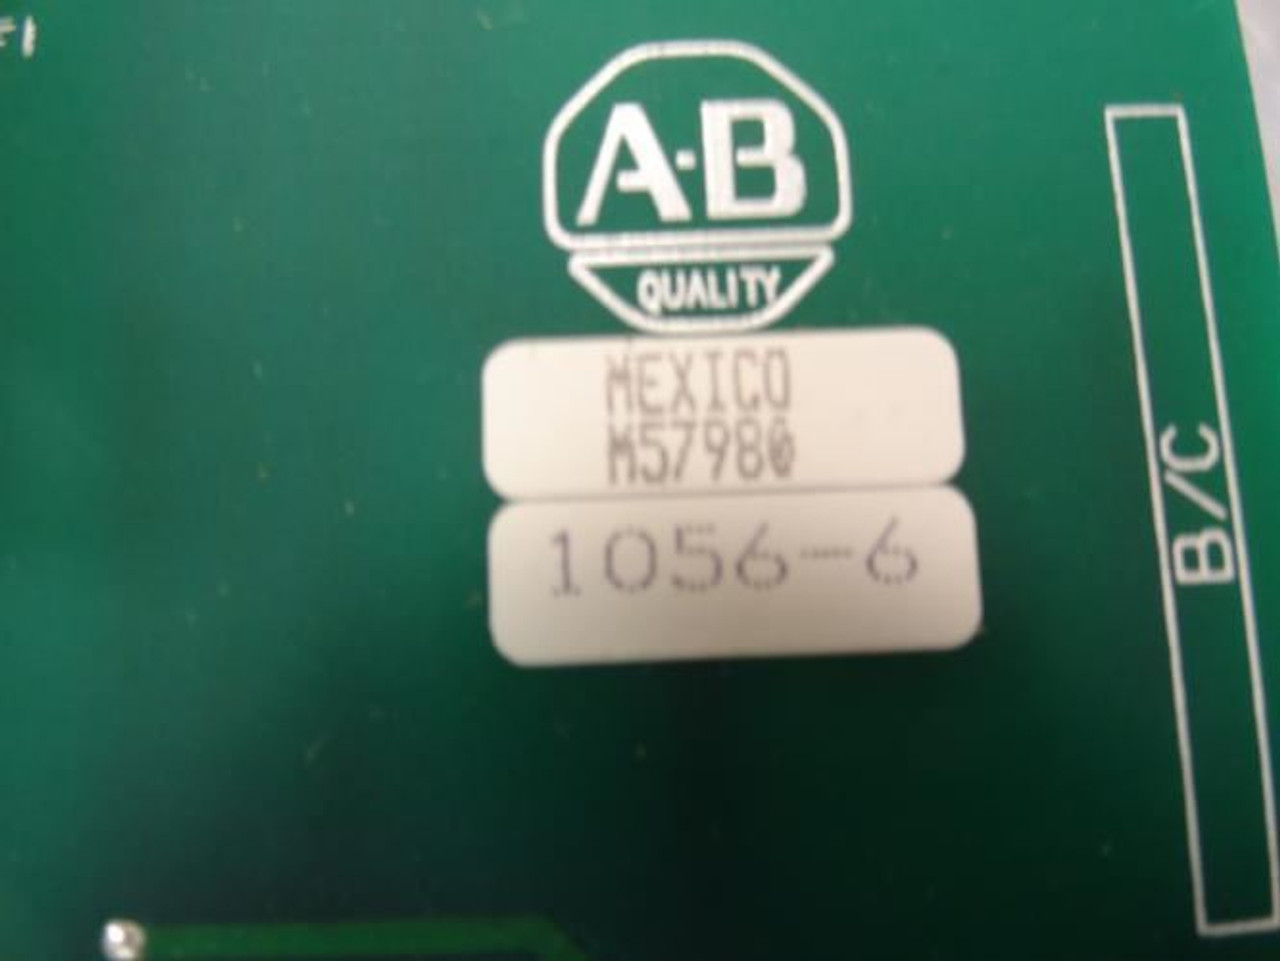 A-B
QUALITY
MEXICO
M57980
1056-6
B/C